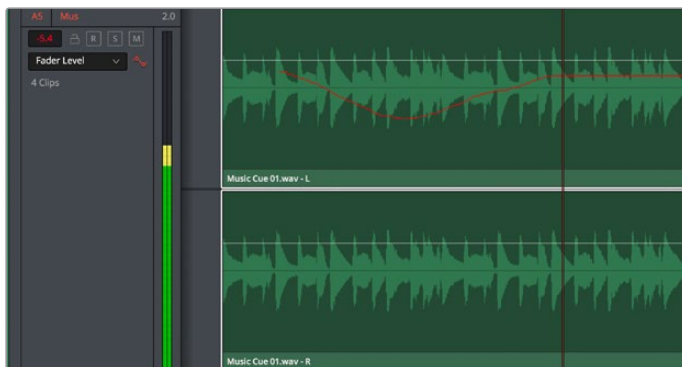 A5 Mus 2.0
-5.4 R S M
Fader Level
4 Clips
Music Cue 01.wav - L
Music Cue 01.wav - R